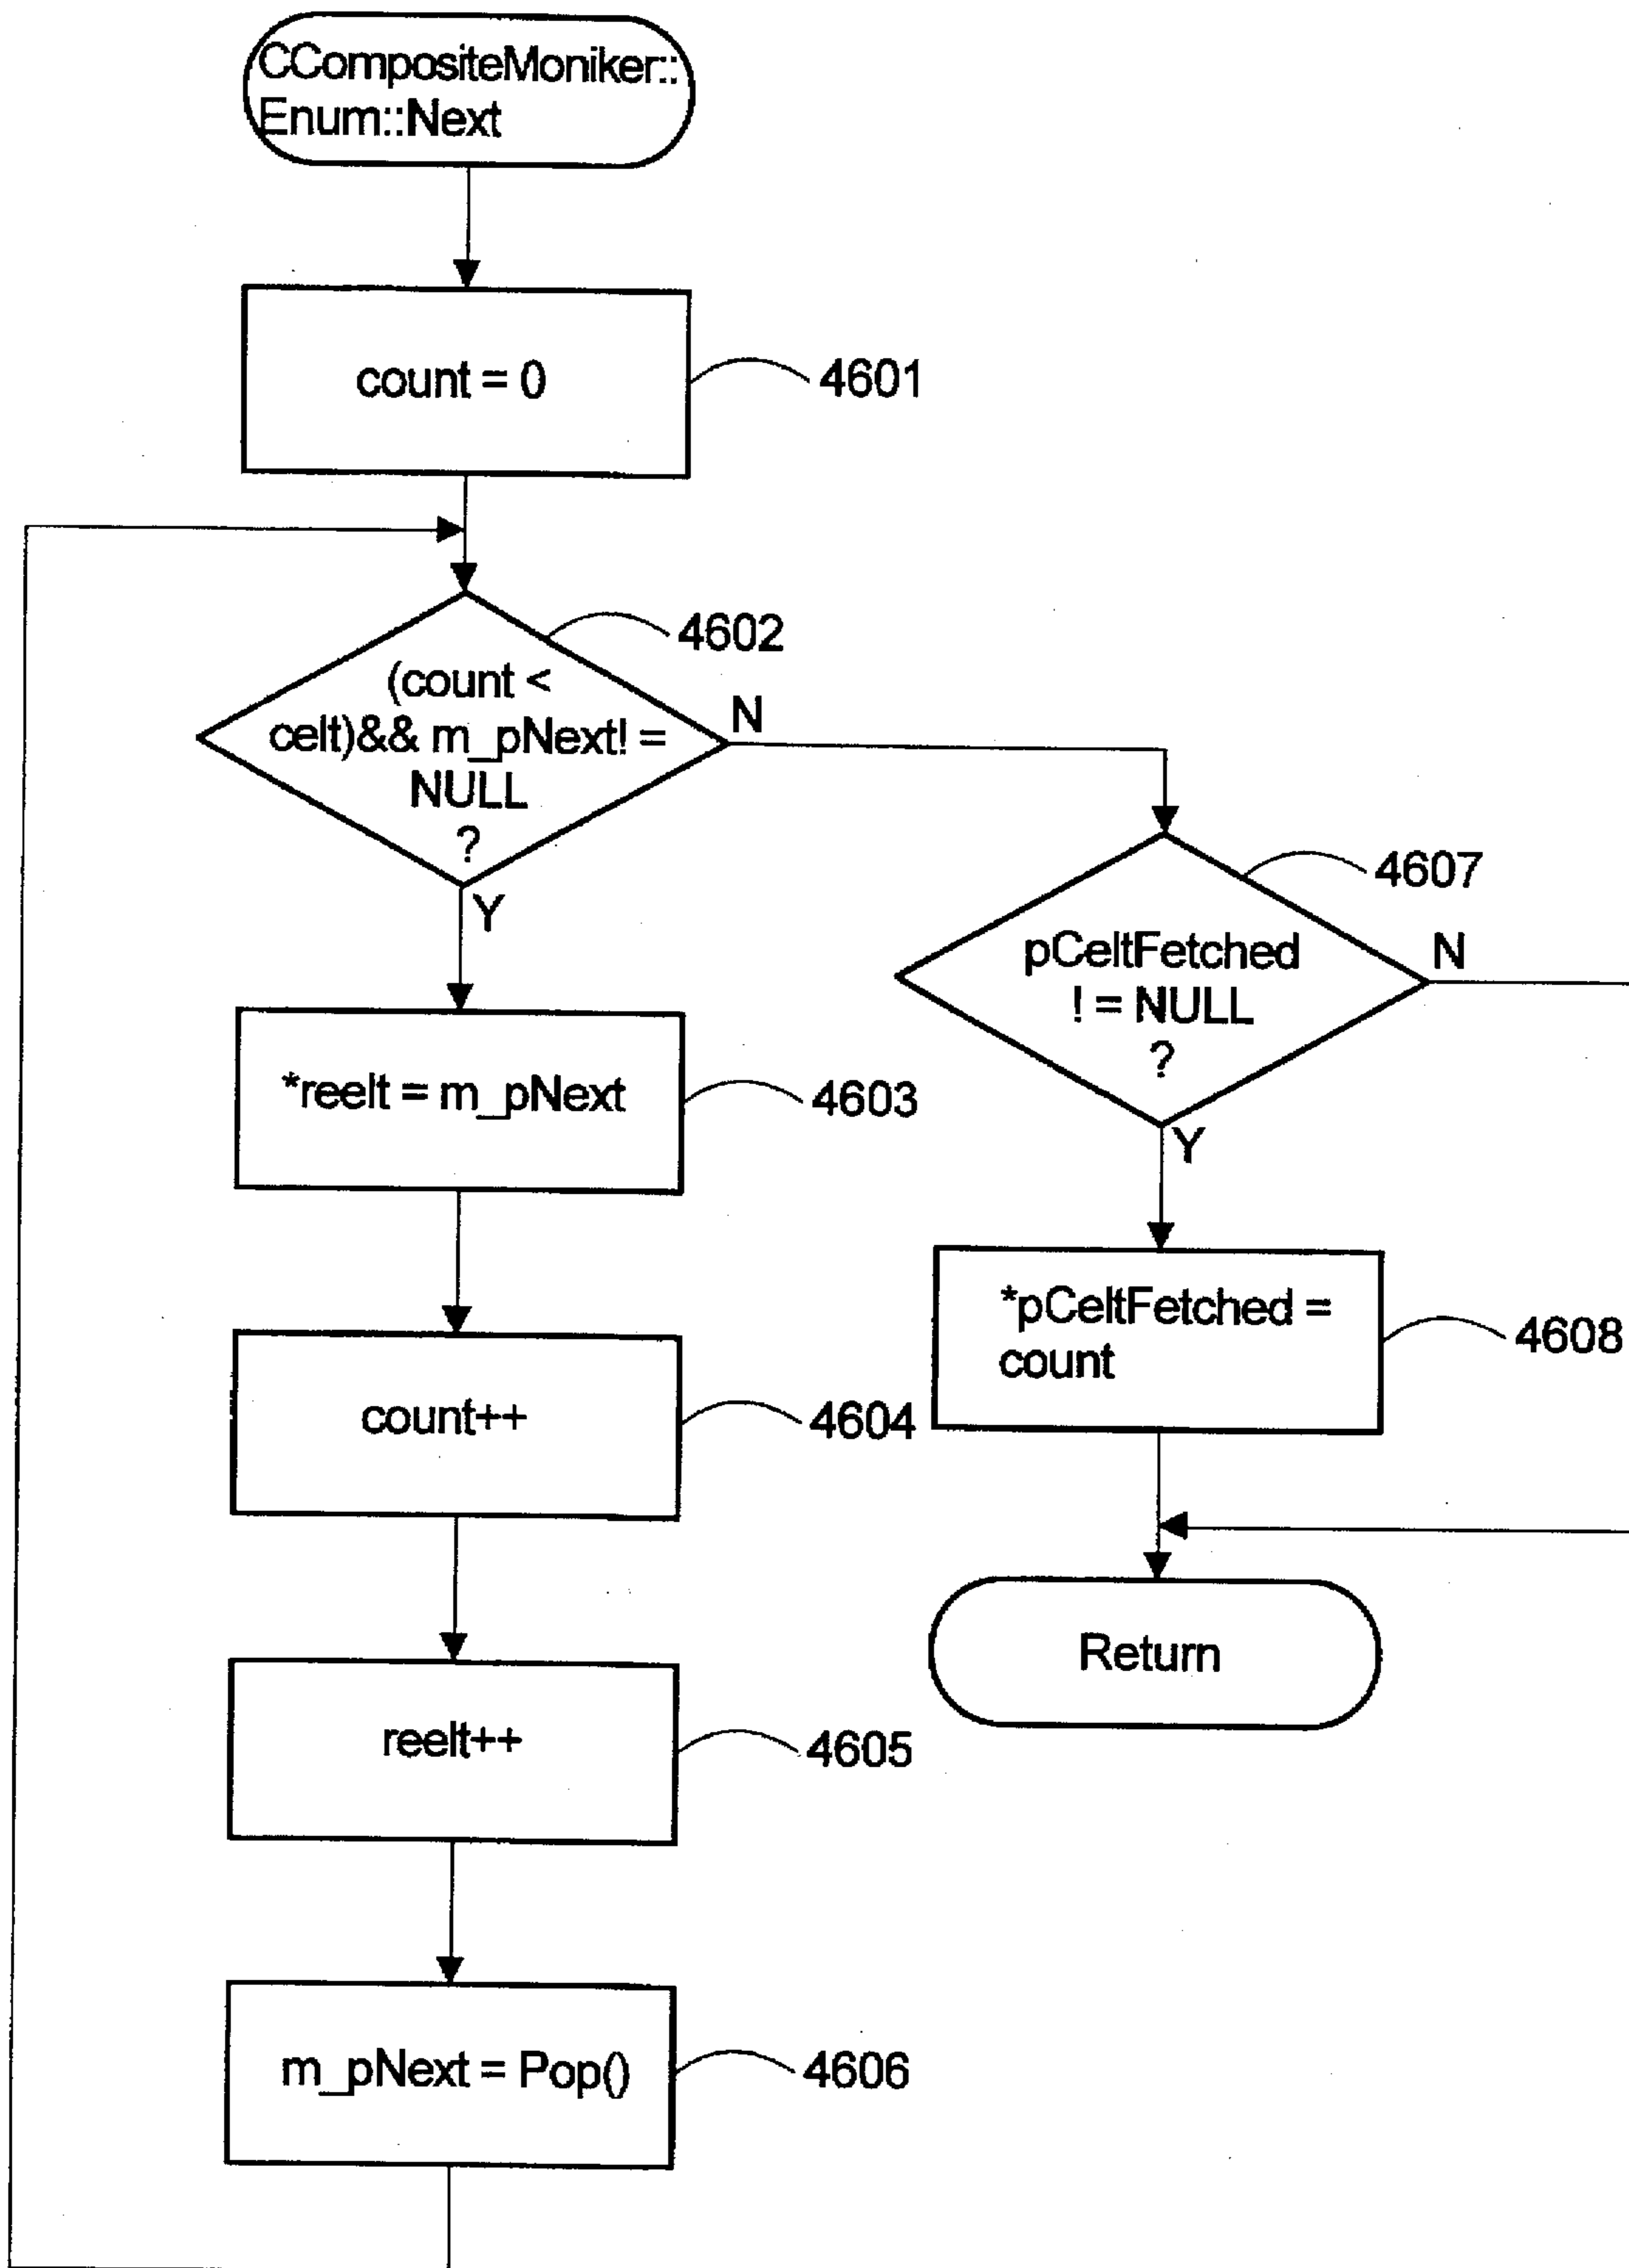 CCompositeMoniker::
Enum::Next
count = 0
4601
4602
(count <
celt)&& m_pNext! =
NULL
?
N
Y
*reelt = m_pNext
4603
count++
4604
reelt++
4605
m_pNext = Pop()
4606
4607
pCeltFetched
! = NULL
?
N
Y
*pCeltFetched =
count
4608
Return